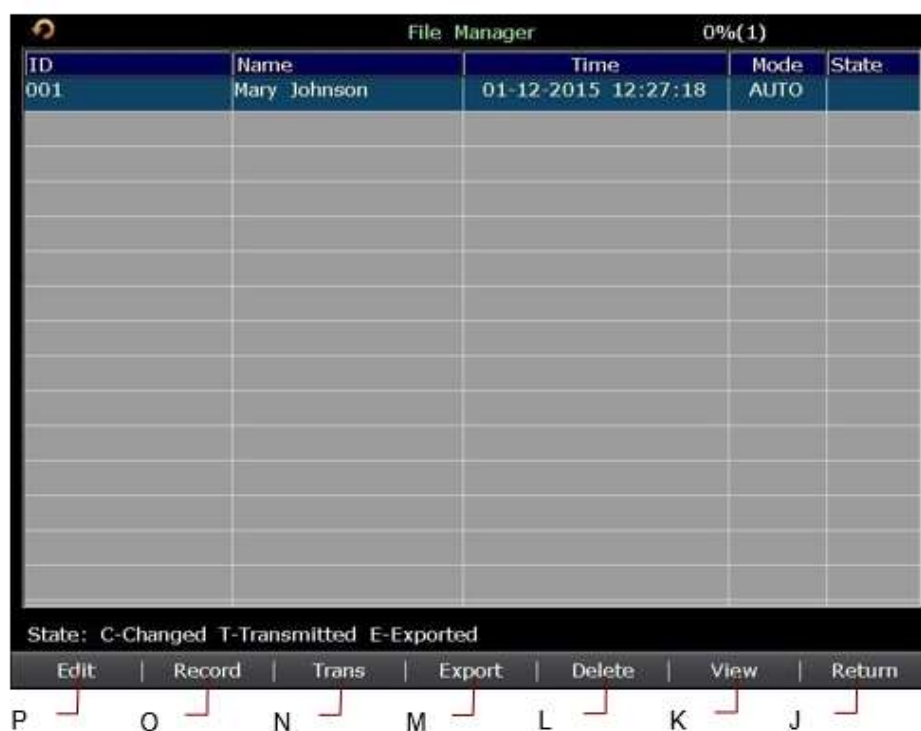 File Manager 0%(1)
ID Name Time Mode State
001 Mary Johnson 01-12-2015 12:27:18 AUTO
State: C-Changed T-Transmitted E-Exported
Edit | Record | Trans | Export | Delete | View | Return
P O N M L K J